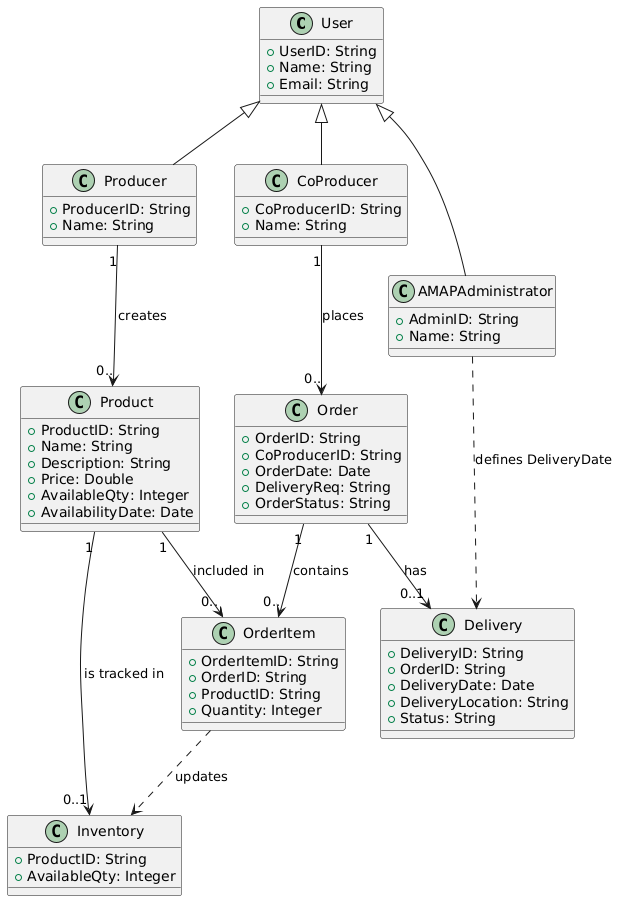 C User
UserID: String
Name: String
Email: String
C Producer
ProducerID: String
Name: String
C CoProducer
CoProducerID: String
Name: String
C AMAPAdministrator
AdminID: String
Name: String
1
creates
0..
1
places
0..
defines DeliveryDate
C Product
ProductID: String
Name: String
Description: String
Price: Double
AvailableQty: Integer
AvailabilityDate: Date
C Order
OrderID: String
CoProducerID: String
OrderDate: Date
DeliveryReq: String
OrderStatus: String
1
is tracked in
0..1
1
included in
0..
1
contains
0..
1
has
0..1
C OrderItem
OrderItemID: String
OrderID: String
ProductID: String
Quantity: Integer
C Delivery
DeliveryID: String
OrderID: String
DeliveryDate: Date
DeliveryLocation: String
Status: String
updates
C Inventory
ProductID: String
AvailableQty: Integer